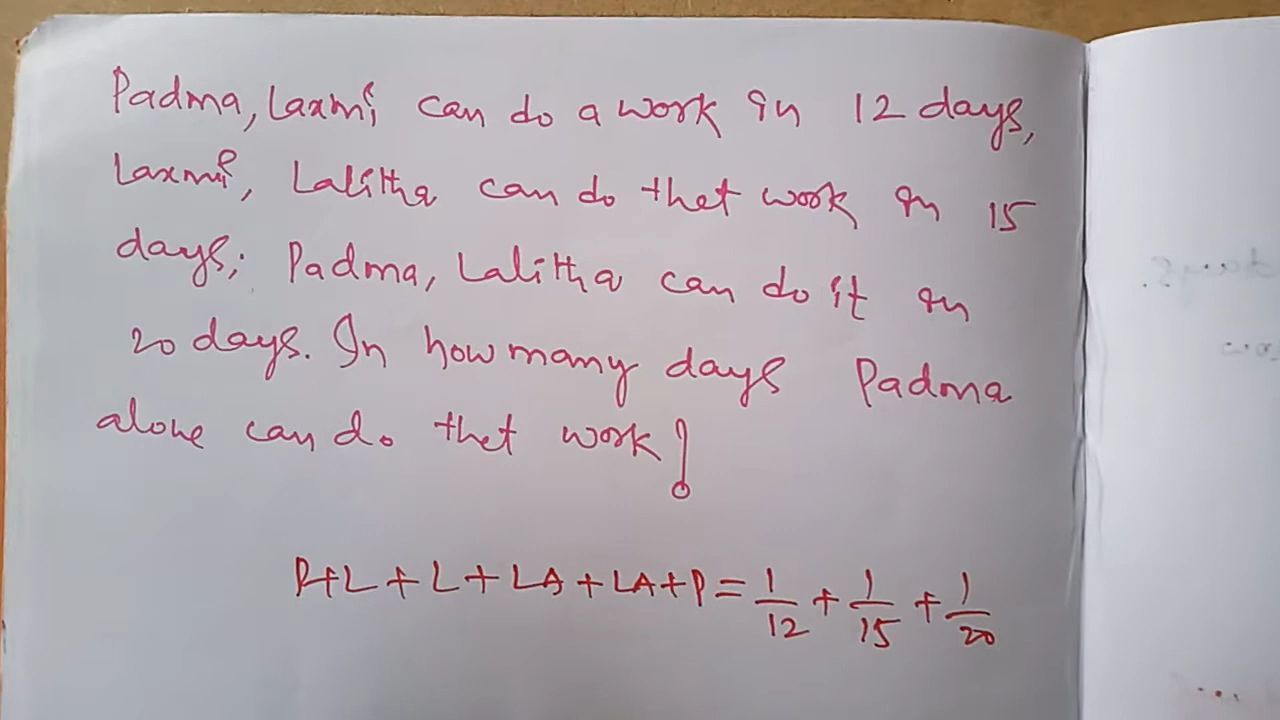 Padma, Laxmi can do a work in 12 days,
Laxmi, Lalitha can do thet work in 15
days; Padma, Lalitha can do it in
20 days. In how many days Padma
alone can do thet work?
P+L + L + LA + LA+P = 1/12 + 1/15 + 1/20